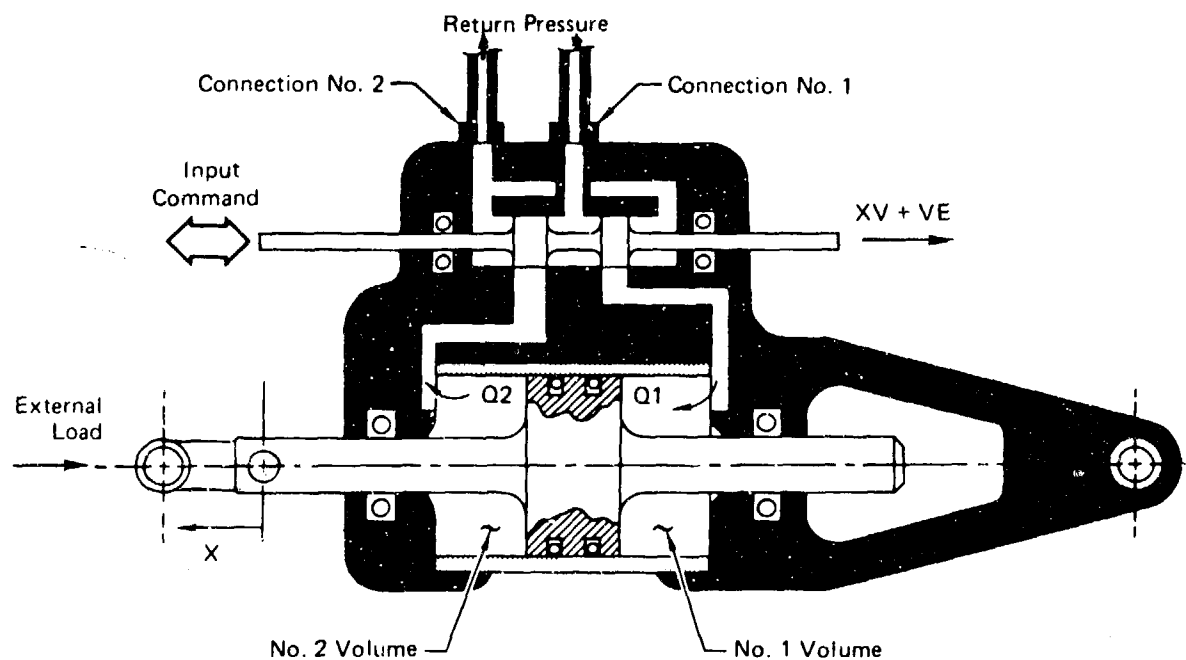 Return Pressure
Connection No. 2
Connection No. 1
Input
Command
XV + VE
Q2
Q1
External
Load
X
No. 2 Volume
No. 1 Volume